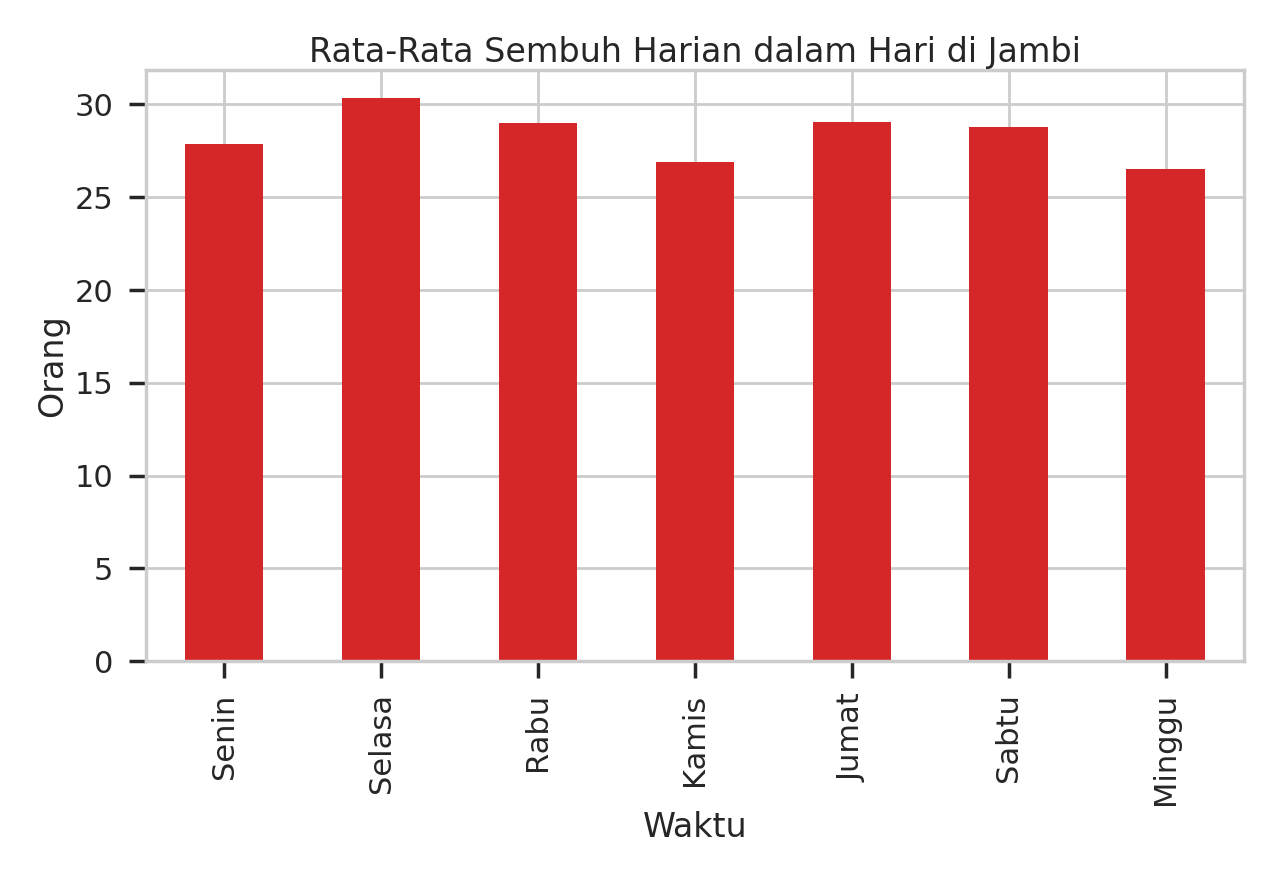 Rata-Rata Sembuh Harian dalam Hari di Jambi
30
25
20
15
10
5
0
Orang
Senin
Selasa
Rabu
Kamis
Jumat
Sabtu
Minggu
Waktu